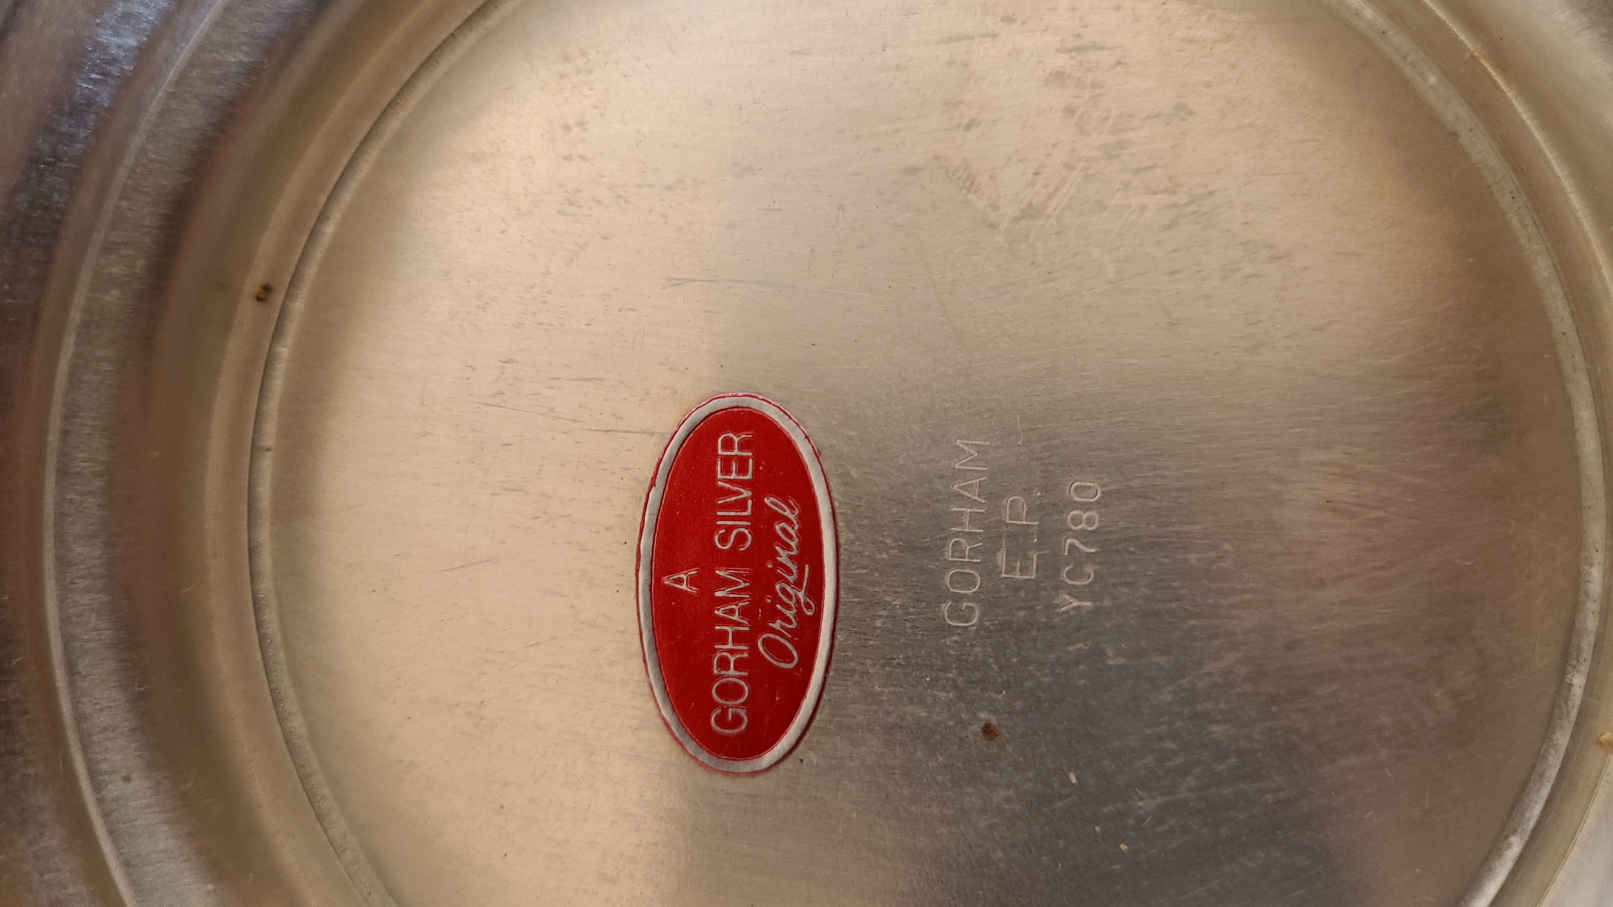 A
GORHAM SILVER
Original
GORHAM
E.P.
YC780